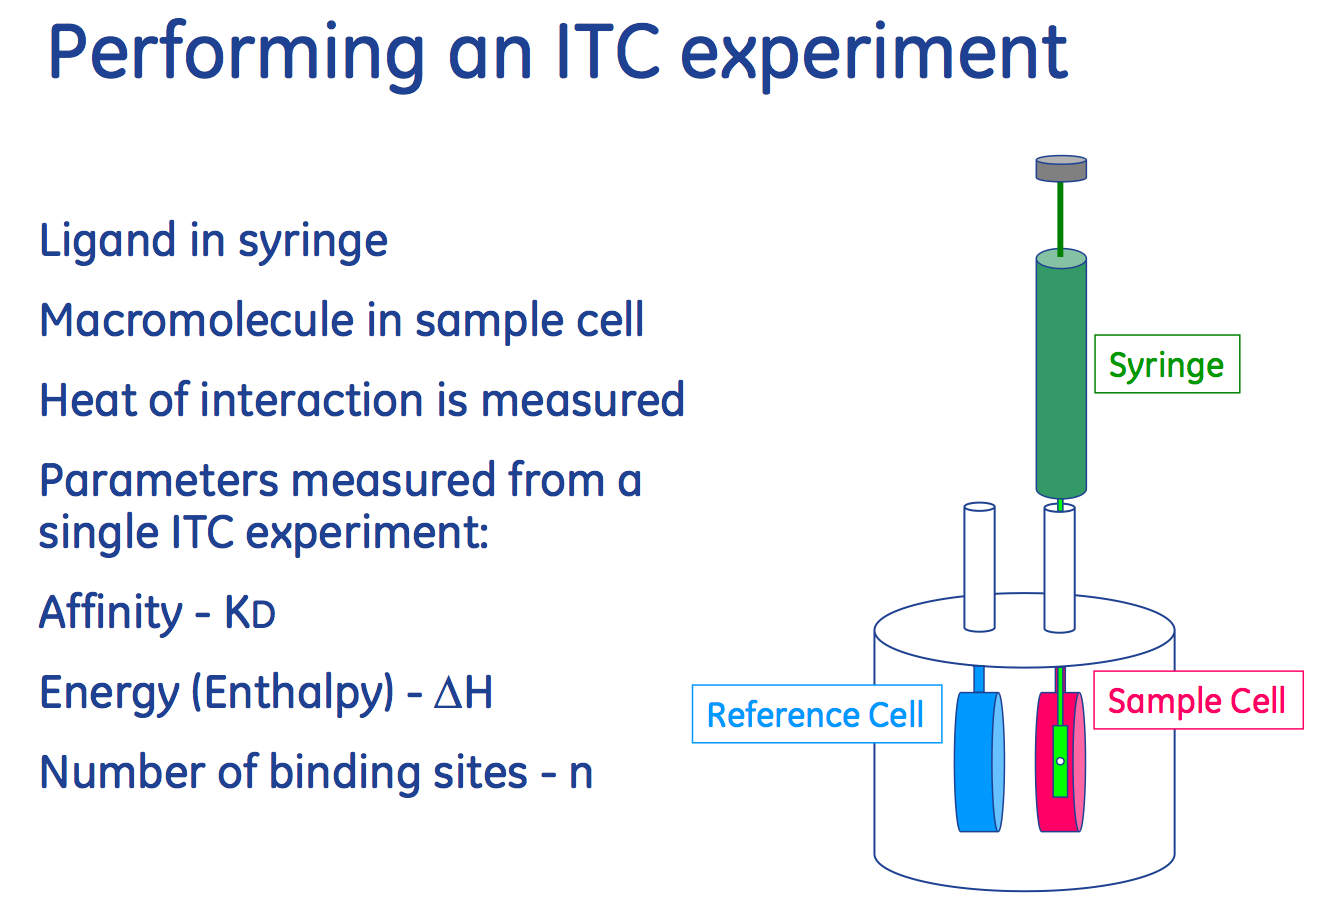 Performing an ITC experiment
Ligand in syringe
Macromolecule in sample cell
Heat of interaction is measured
Parameters measured from a
single ITC experiment:
Affinity - KD
Energy (Enthalpy) - ΔH
Number of binding sites - n
Syringe
Reference Cell
Sample Cell